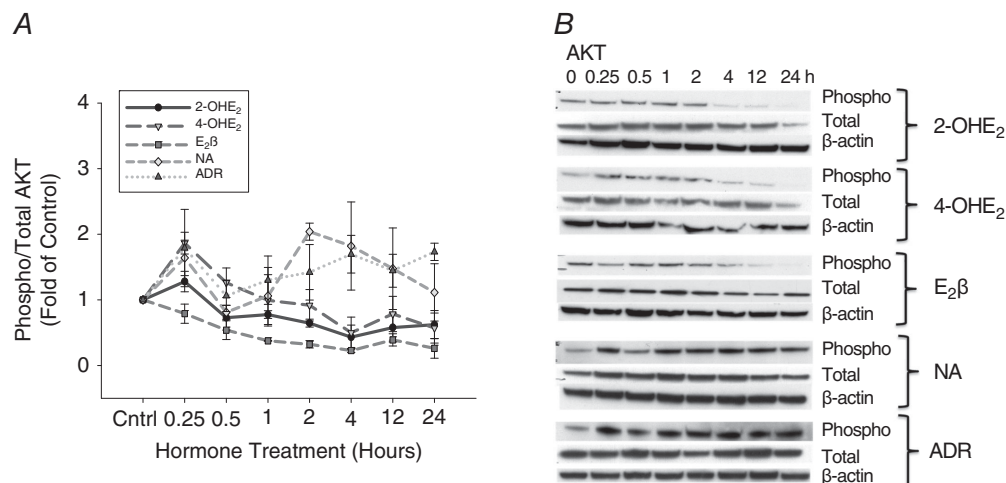 A
Phospho/Total AKT
(Fold of Control)
4
3
2
1
0
2-OHE₂
4-OHE₂
E₂β
NA
ADR
Cntrl 0.25 0.5 1 2 4 12 24
Hormone Treatment (Hours)
B
AKT
0 0.25 0.5 1 2 4 12 24 h
Phospho
Total
β-actin
2-OHE₂
Phospho
Total
β-actin
4-OHE₂
Phospho
Total
β-actin
E₂β
Phospho
Total
β-actin
NA
Phospho
Total
β-actin
ADR